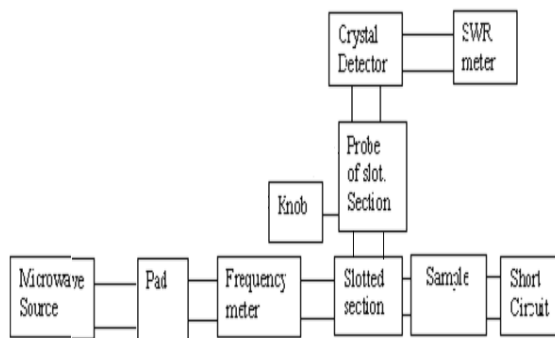 Crystal
Detector
SWR
meter
Probe
of slot.
Section
Knob
Microwave
Source
Pad
Frequency
meter
Slotted
section
Sample
Short
Circuit